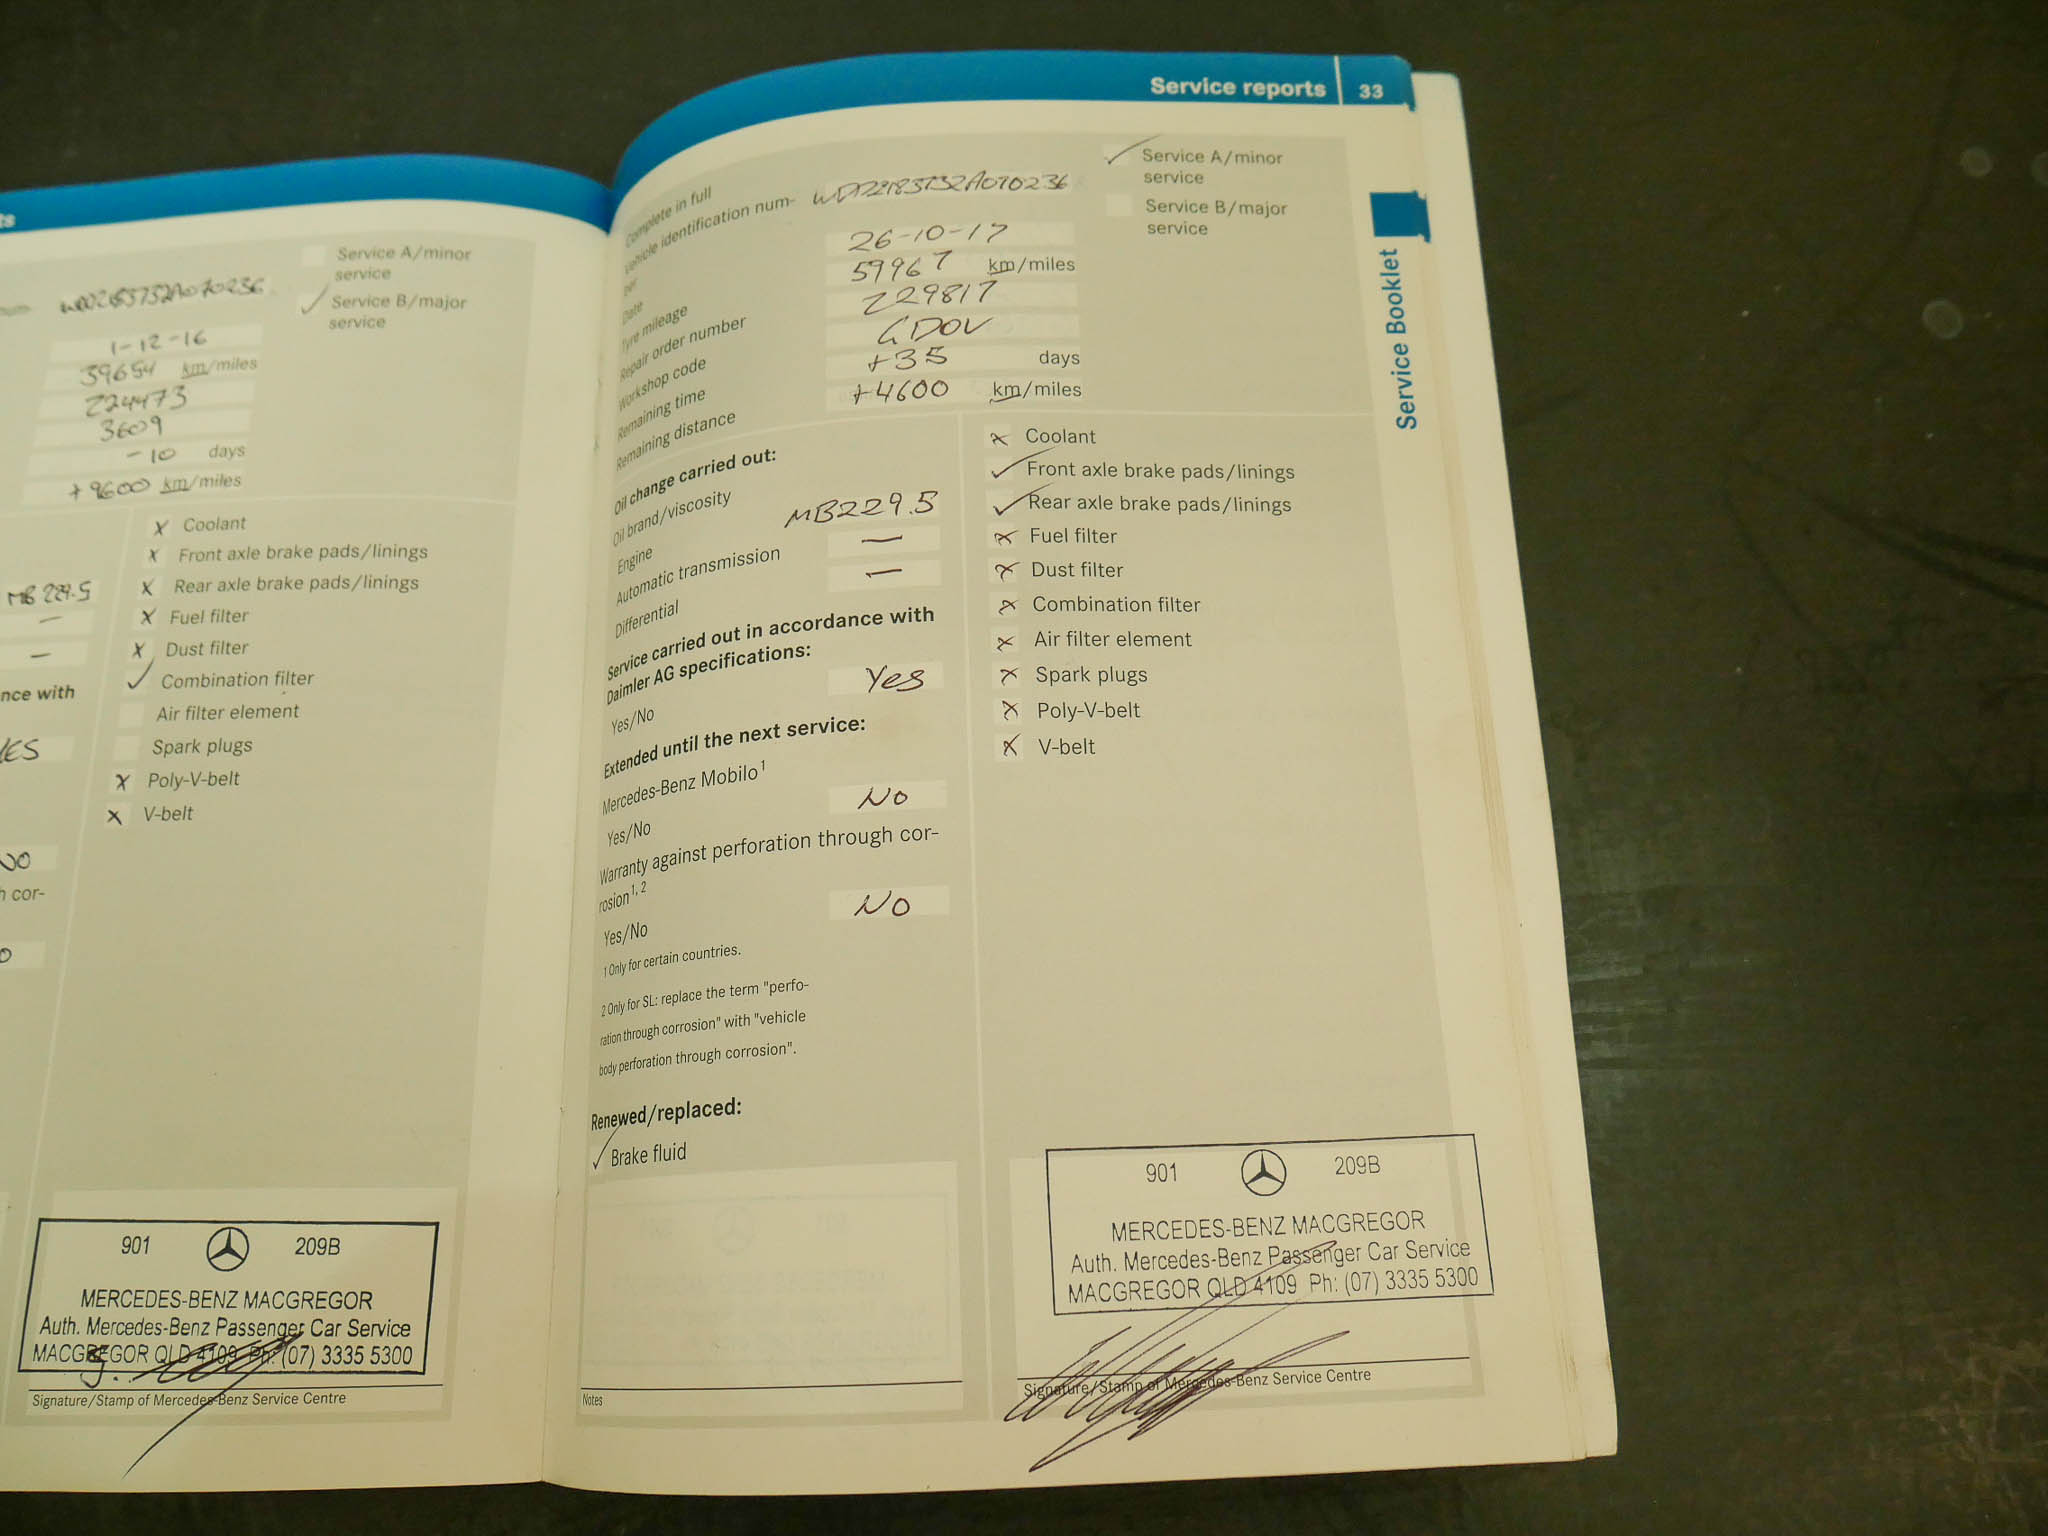 ts
Service A/minor
service
Service B/major
service
1-12-16
39654 km/miles
224473
3609
-10 days
+9600 km/miles
X Coolant
X Front axle brake pads/linings
X Rear axle brake pads/linings
MB 229.5
X Fuel filter
—
X Dust filter
—
✓ Combination filter
nce with
Air filter element
YES
Spark plugs
X Poly-V-belt
X V-belt
NO
h cor-
901 209B
MERCEDES-BENZ MACGREGOR
Auth. Mercedes-Benz Passenger Car Service
MACGREGOR QLD 4109 Ph: (07) 3335 5300
Signature/Stamp of Mercedes-Benz Service Centre
Service reports 33
Complete in full
Vehicle identification num-
ber
✓ Service A/minor
service
Service B/major
service
Date 26-10-17
Tyre mileage 59967 km/miles
Repair order number 229817
Workshop code GDOV
Remaining time +35 days
Remaining distance +4600 km/miles
Oil change carried out:
Oil brand/viscosity
Engine MB229.5
Automatic transmission —
Differential —
Service carried out in accordance with
Daimler AG specifications:
Yes/No Yes
Extended until the next service:
Mercedes-Benz Mobilo1
Yes/No No
Warranty against perforation through cor-
rosion1, 2
Yes/No No
1 Only for certain countries.
2 Only for SL: replace the term "perfo-
ration through corrosion" with "vehicle
body perforation through corrosion".
Renewed/replaced:
✓ Brake fluid
Notes
X Coolant
✓ Front axle brake pads/linings
✓ Rear axle brake pads/linings
X Fuel filter
X Dust filter
X Combination filter
X Air filter element
X Spark plugs
X Poly-V-belt
X V-belt
901 209B
MERCEDES-BENZ MACGREGOR
Auth. Mercedes-Benz Passenger Car Service
MACGREGOR QLD 4109 Ph: (07) 3335 5300
Signature/Stamp of Mercedes-Benz Service Centre
Service Booklet